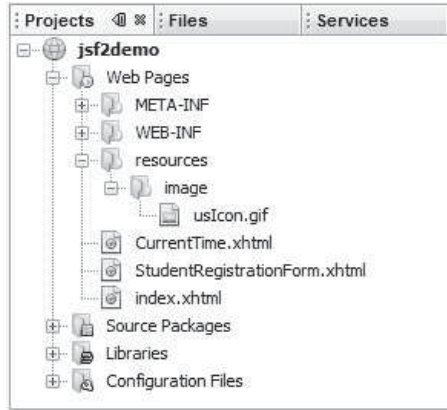 Projects Files Services
jsf2demo
Web Pages
META-INF
WEB-INF
resources
image
usIcon.gif
CurrentTime.xhtml
StudentRegistrationForm.xhtml
index.xhtml
Source Packages
Libraries
Configuration Files